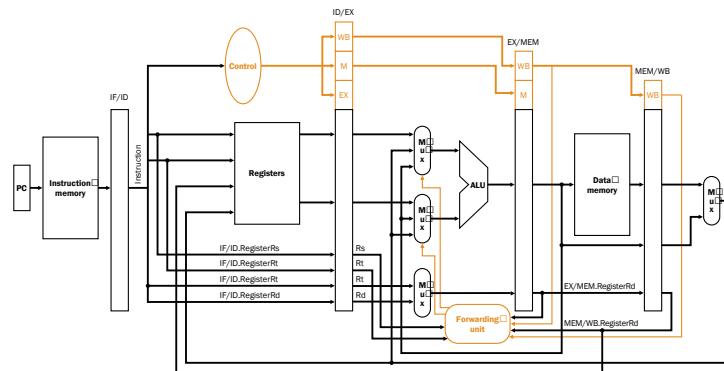 ID/EX
WB
EX/MEM
Control
M
WB
MEM/WB
IF/ID
EX
M
WB
Instruction
PC
Instruction
memory
Registers
M
u
x
ALU
Data
memory
M
u
x
M
u
x
IF/ID.RegisterRs
Rs
IF/ID.RegisterRt
Rt
IF/ID.RegisterRt
Rt
IF/ID.RegisterRd
Rd
M
u
x
EX/MEM.RegisterRd
Forwarding
unit
MEM/WB.RegisterRd